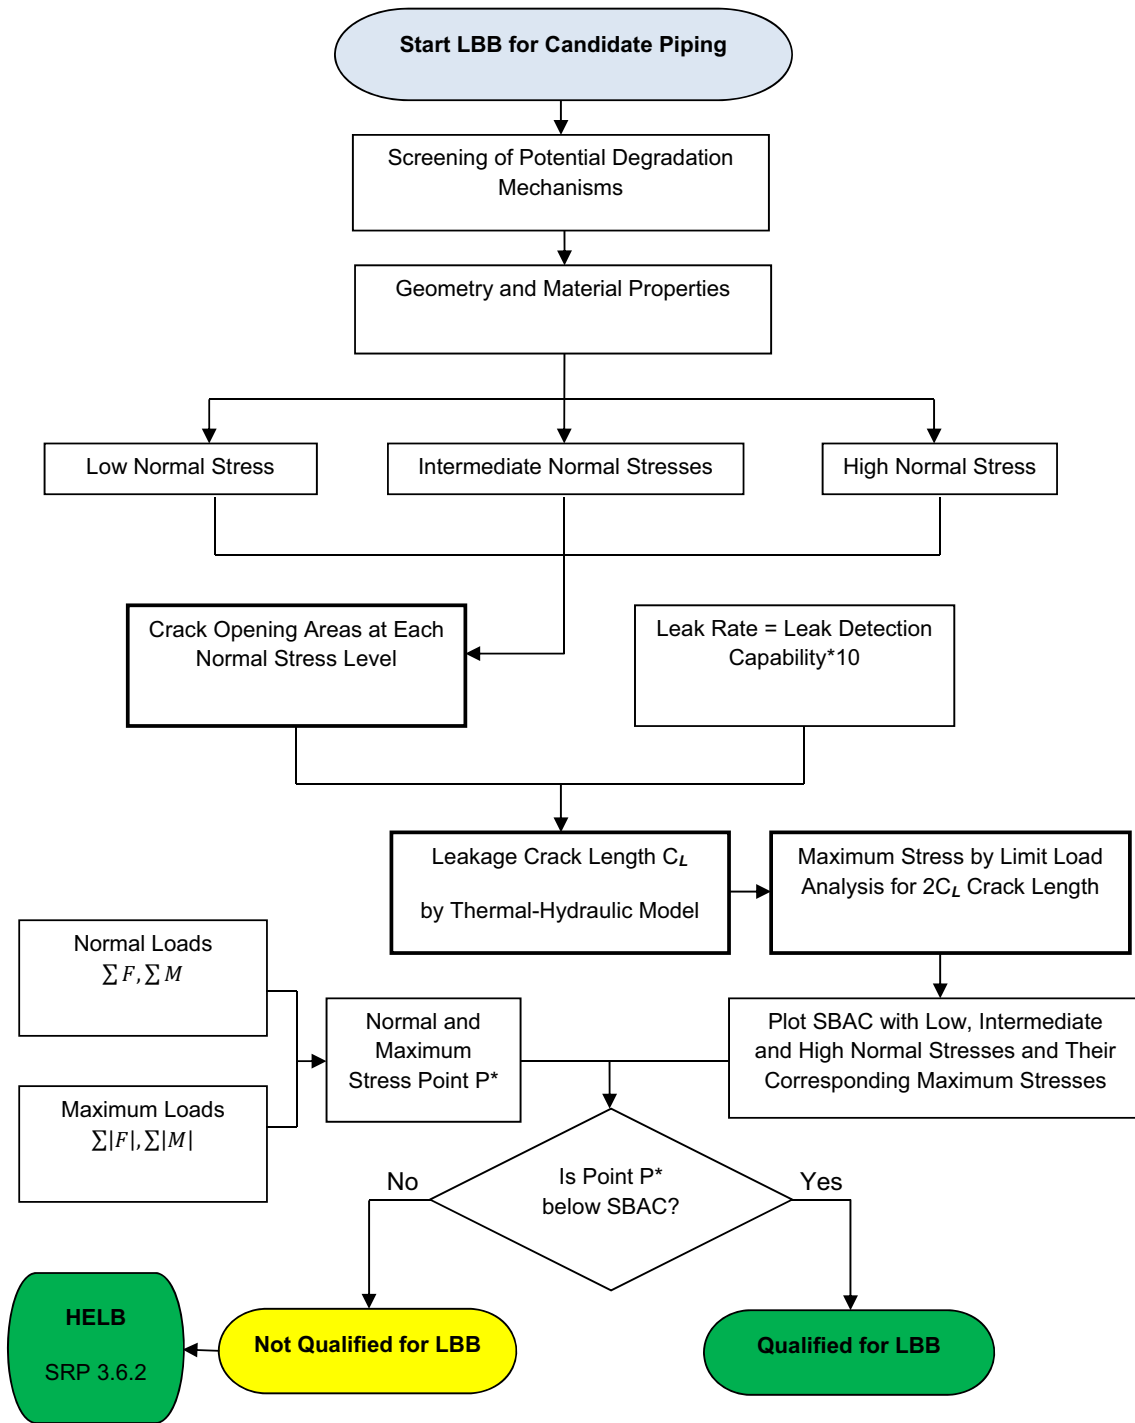 Start LBB for Candidate Piping
Screening of Potential Degradation
Mechanisms
Geometry and Material Properties
Low Normal Stress
Intermediate Normal Stresses
High Normal Stress
Crack Opening Areas at Each
Normal Stress Level
Leak Rate = Leak Detection
Capability*10
Leakage Crack Length C_L
by Thermal-Hydraulic Model
Maximum Stress by Limit Load
Analysis for 2C_L Crack Length
Normal Loads
∑ F, ∑ M
Maximum Loads
∑|F|, ∑|M|
Normal and
Maximum
Stress Point P*
Plot SBAC with Low, Intermediate
and High Normal Stresses and Their
Corresponding Maximum Stresses
Is Point P*
below SBAC?
No
Yes
HELB
SRP 3.6.2
Not Qualified for LBB
Qualified for LBB